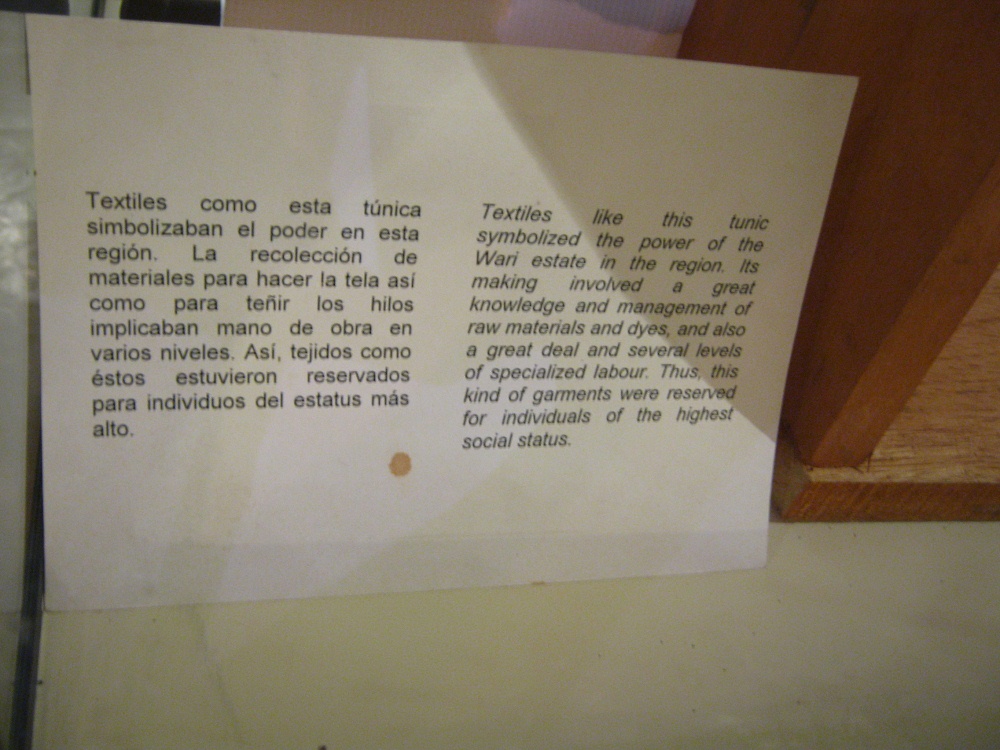 Textiles como esta túnica
simbolizaban el poder en esta
región. La recolección de
materiales para hacer la tela así
como para teñir los hilos
implicaban mano de obra en
varios niveles. Así, tejidos como
éstos estuvieron reservados
para individuos del estatus más
alto.
Textiles like this tunic
symbolized the power of the
Wari estate in the region. Its
making involved a great
knowledge and management of
raw materials and dyes, and also
a great deal and several levels
of specialized labour. Thus, this
kind of garments were reserved
for individuals of the highest
social status.